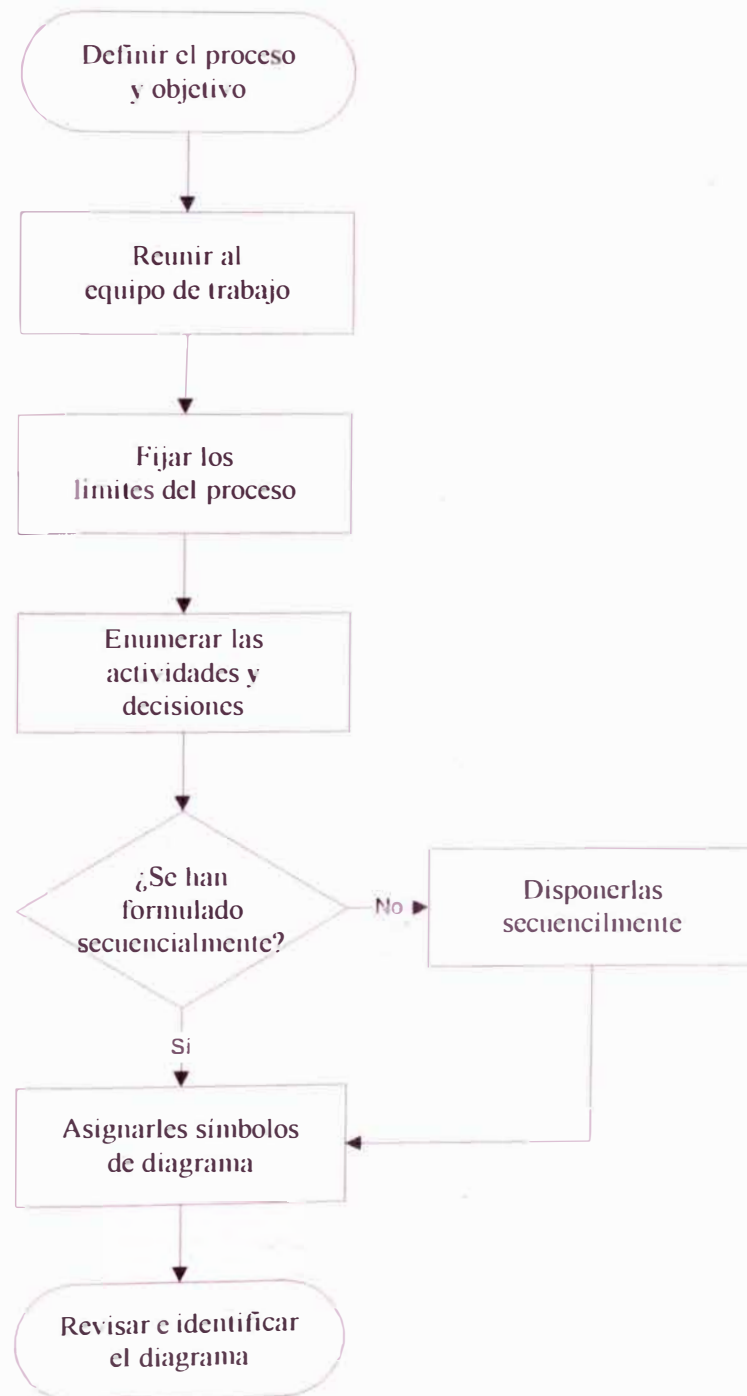 Definir el proceso
y objetivo
Reunir al
equipo de trabajo
Fijar los
limites del proceso
Enumerar las
actividades y
decisiones
¿Se han
formulado
secuencialmente?
No
Disponerlas
secuencilmente
Si
Asignarles símbolos
de diagrama
Revisar e identificar
el diagrama